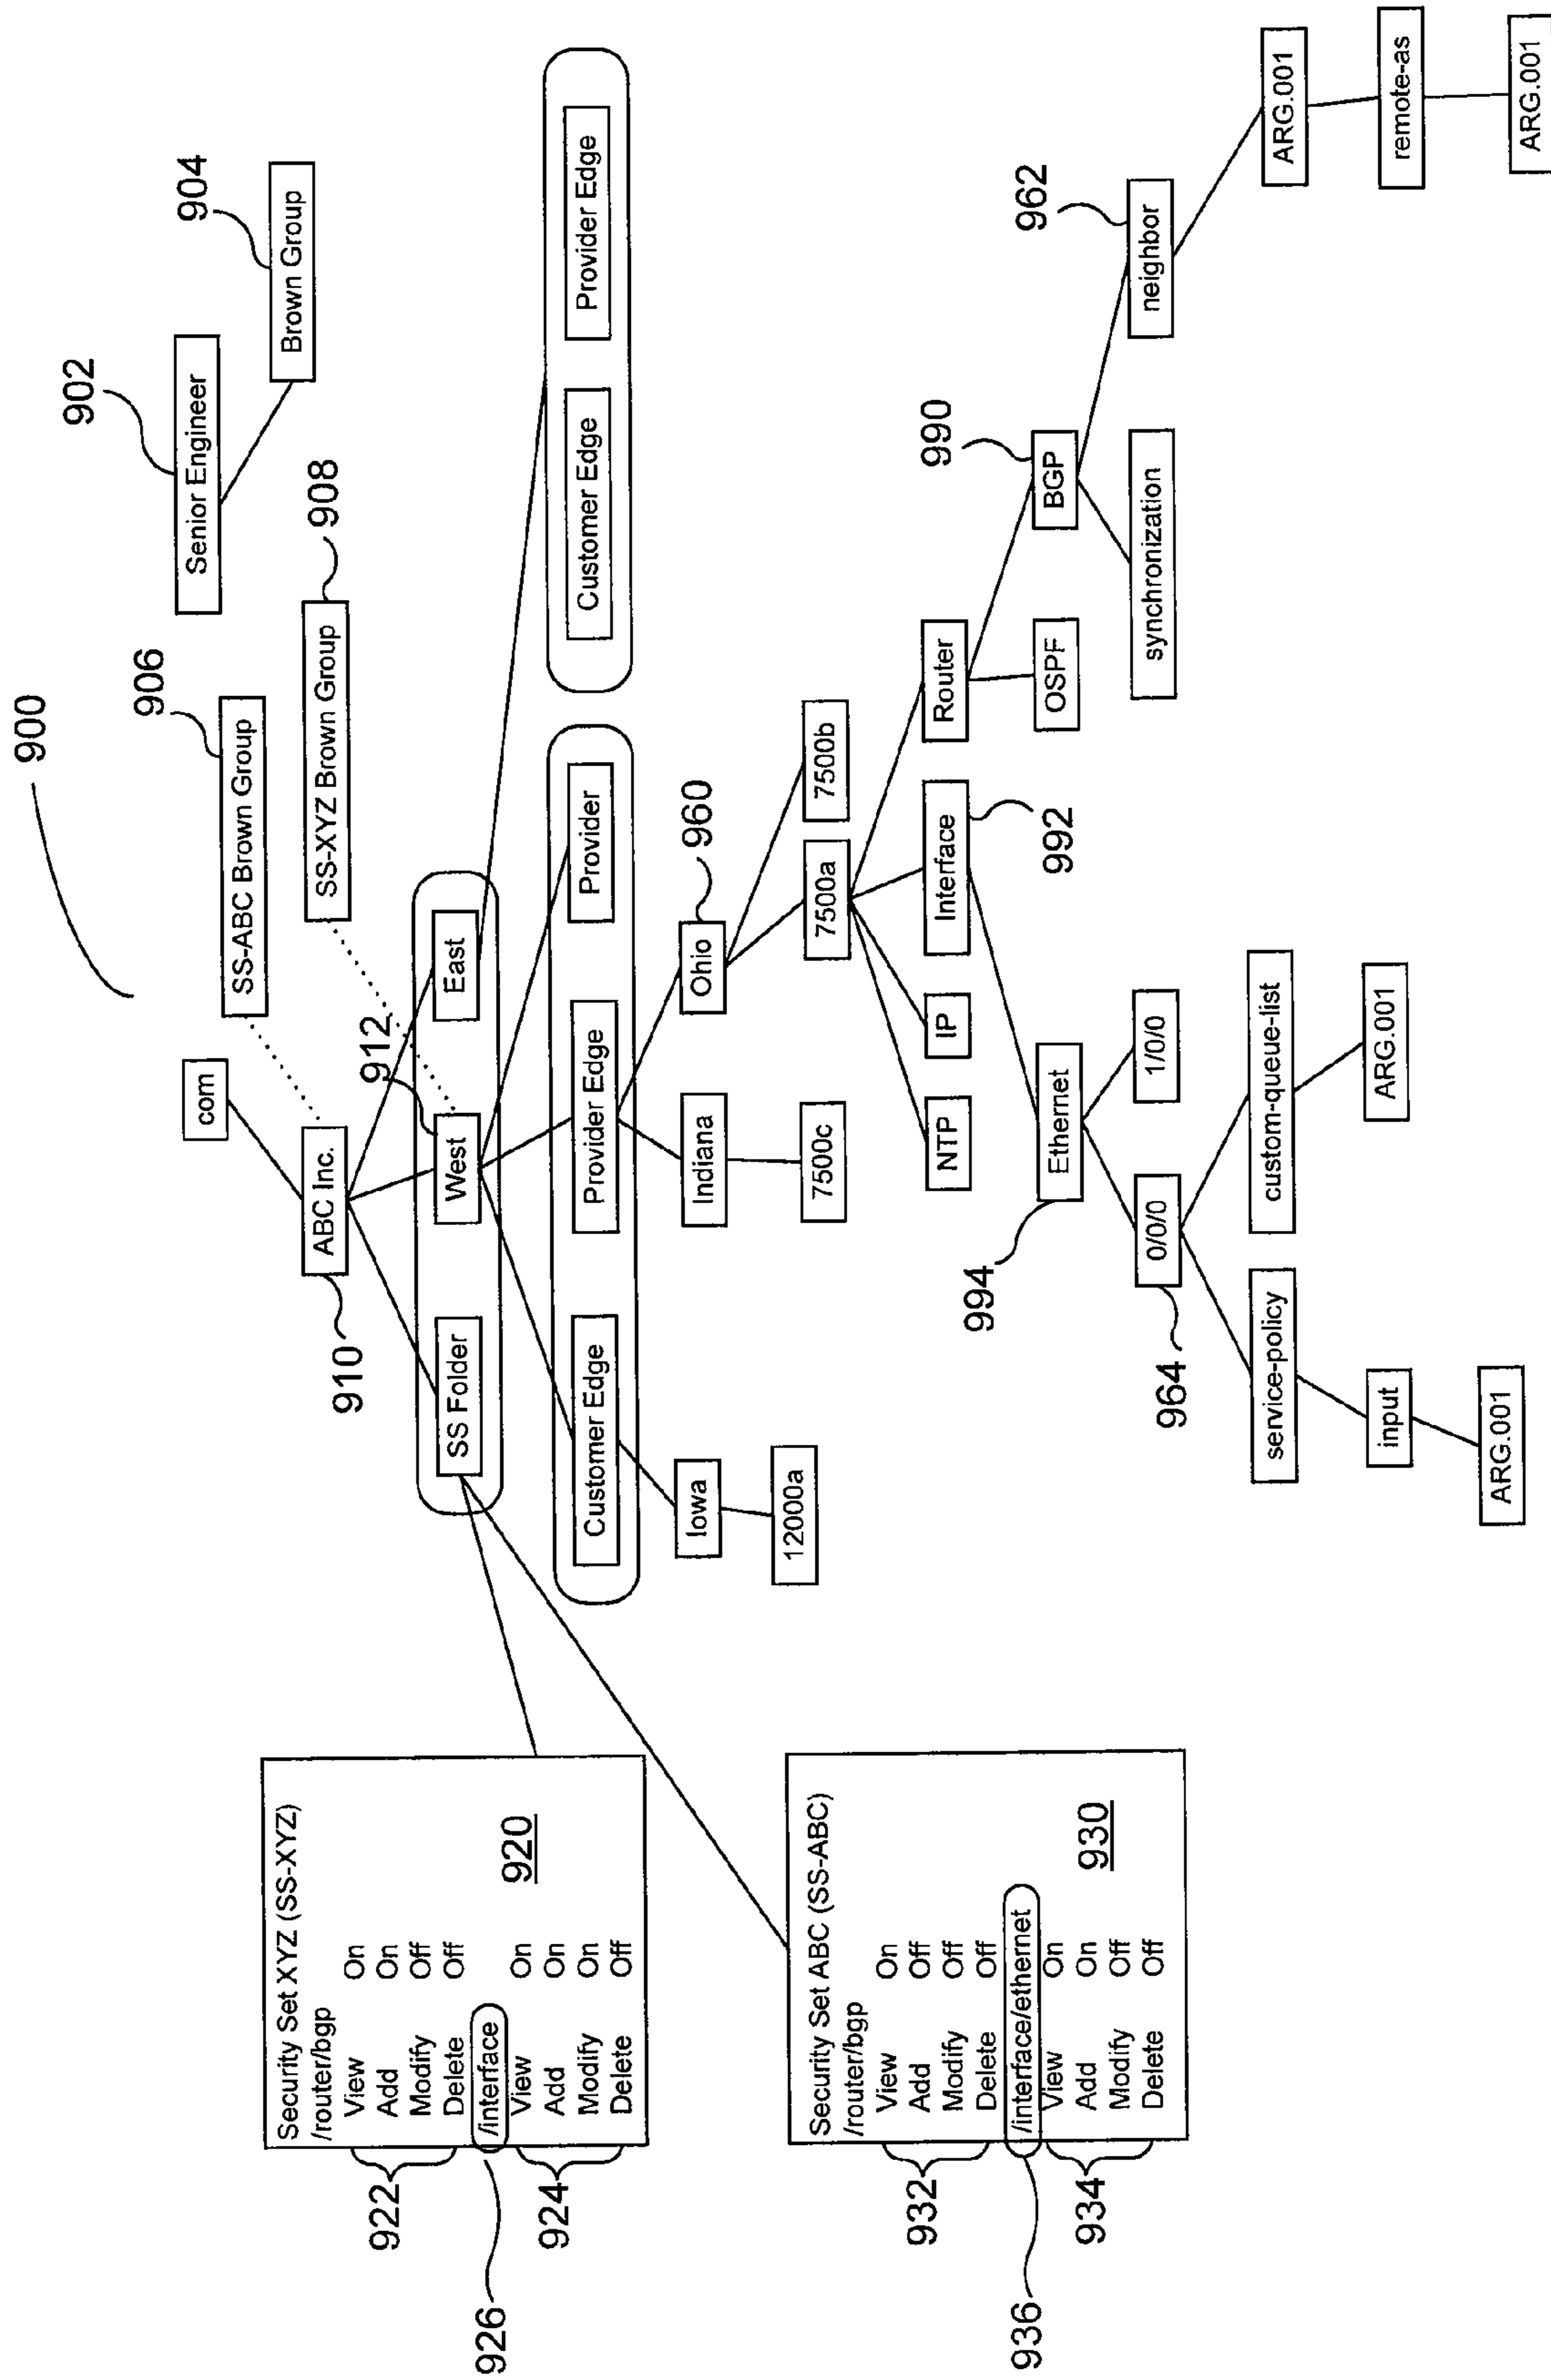 900
902
Senior Engineer
904
Brown Group
906
SS-ABC Brown Group
908
SS-XYZ Brown Group
com
ABC Inc.
910
912
SS Folder
West
East
Customer Edge
Provider Edge
Provider
Customer Edge
Provider Edge
Iowa
Indiana
Ohio
960
12000a
7500c
7500a
7500b
NTP
IP
Interface
992
Router
Ethernet
994
OSPF
BGP
990
0/0/0
964
1/0/0
synchronization
neighbor
962
service-policy
custom-queue-list
ARG.001
input
ARG.001
remote-as
ARG.001
ARG.001
Security Set XYZ (SS-XYZ)
/router/bgp
View On
Add On
Modify Off
Delete Off
/interface
View On
Add On
Modify On
Delete Off
920
922
926
924
Security Set ABC (SS-ABC)
/router/bgp
View On
Add Off
Modify Off
Delete Off
/interface/ethernet
View On
Add On
Modify Off
Delete Off
930
932
936
934